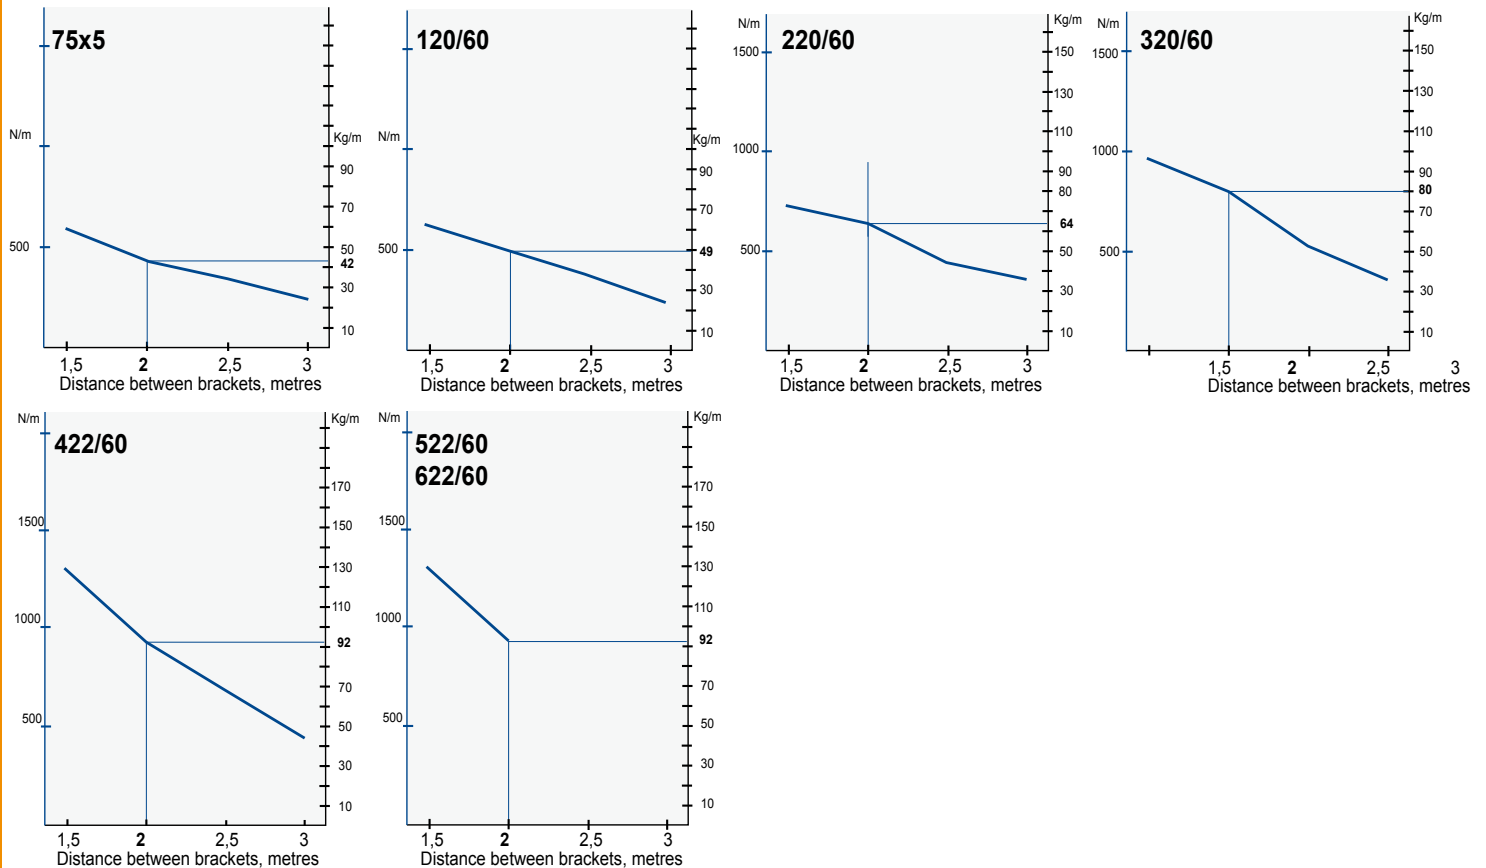 75x5
N/m
Kg/m
90
70
500
50
42
30
10
1,5 2 2,5 3
Distance between brackets, metres
120/60
N/m
Kg/m
90
70
500
49
30
10
1,5 2 2,5 3
Distance between brackets, metres
N/m
Kg/m
220/60
1500
150
130
110
1000
90
80
64
500
50
30
10
1,5 2 2,5 3
Distance between brackets, metres
N/m
Kg/m
320/60
1500
150
130
110
1000
90
80
70
500
50
30
10
1,5 2 2,5 3
Distance between brackets, metres
N/m
Kg/m
422/60
170
1500
150
130
110
1000
92
70
500
50
30
10
1,5 2 2,5 3
Distance between brackets, metres
N/m
Kg/m
522/60
622/60
170
1500
150
130
110
1000
92
70
500
50
30
10
1,5 2 2,5 3
Distance between brackets, metres